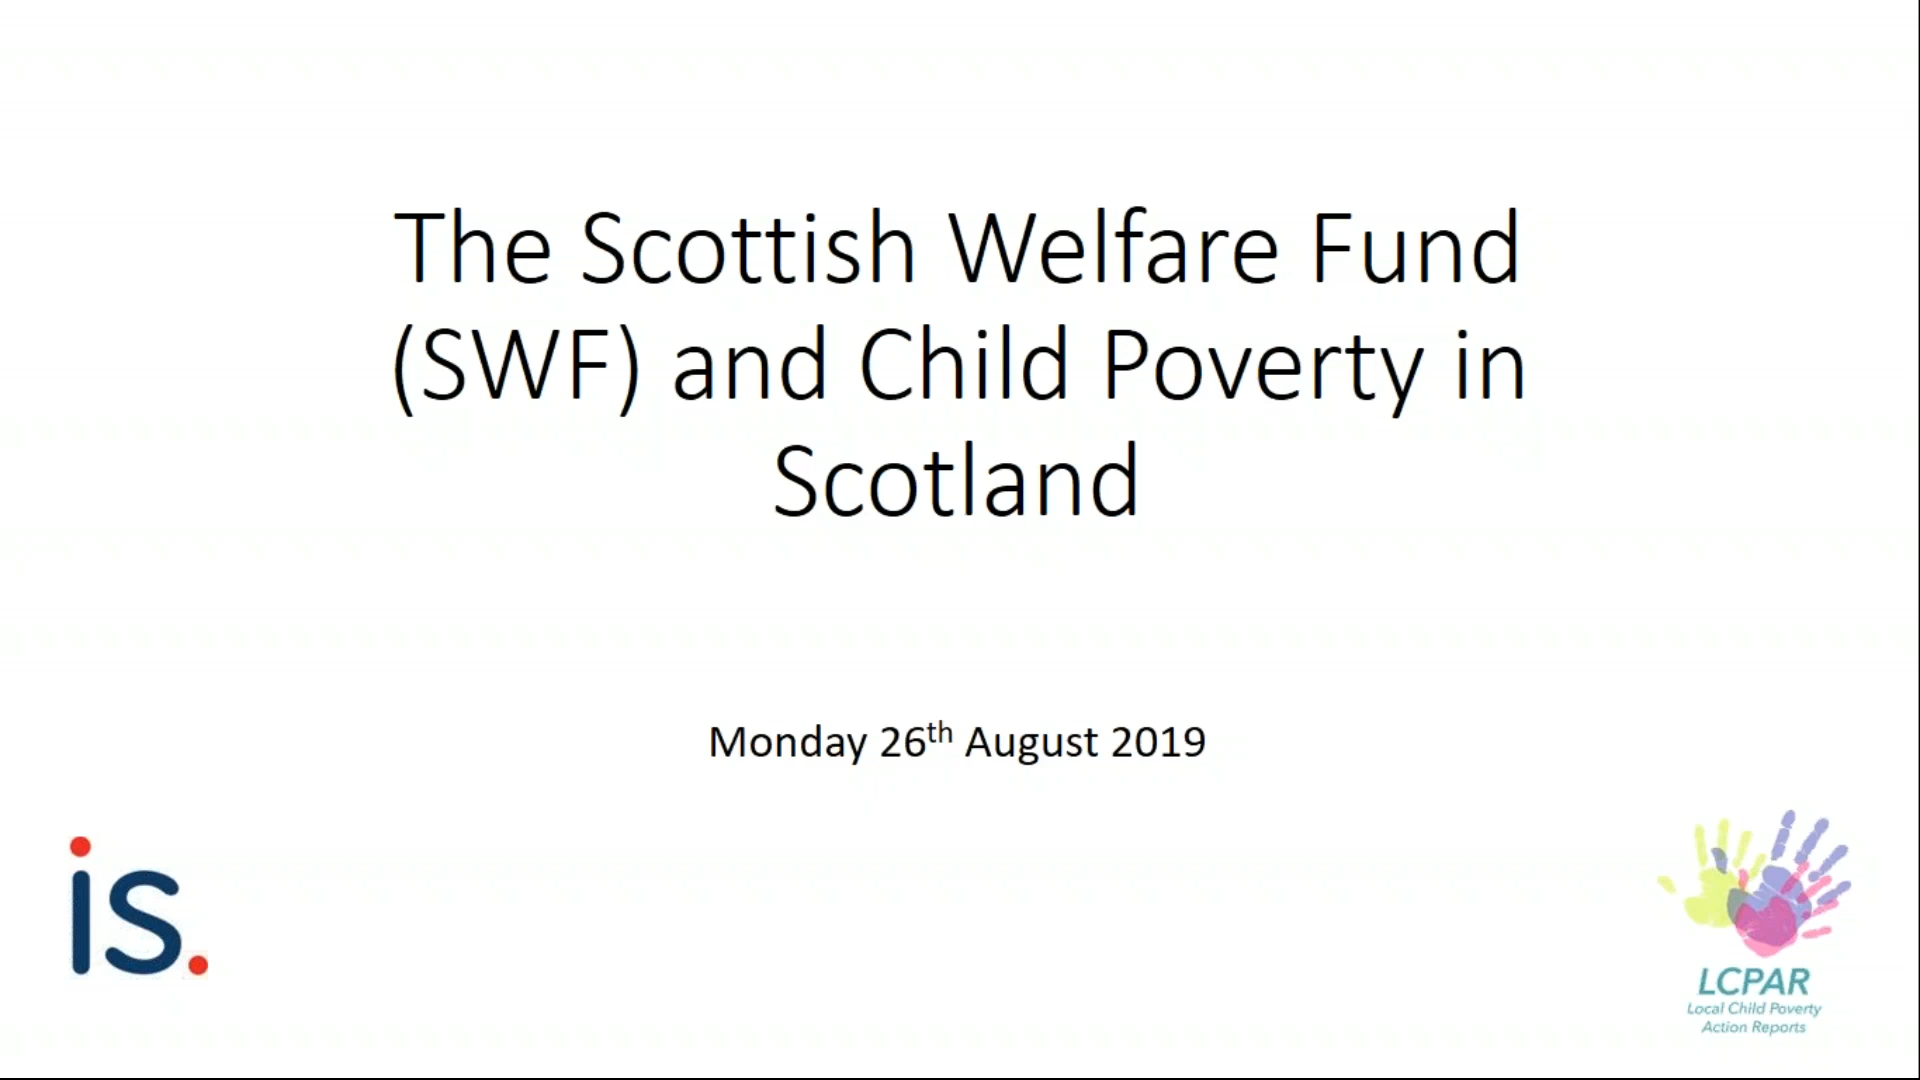 The Scottish Welfare Fund
(SWF) and Child Poverty in
Scotland
Monday 26th August 2019
is.
LCPAR
Local Child Poverty
Action Reports